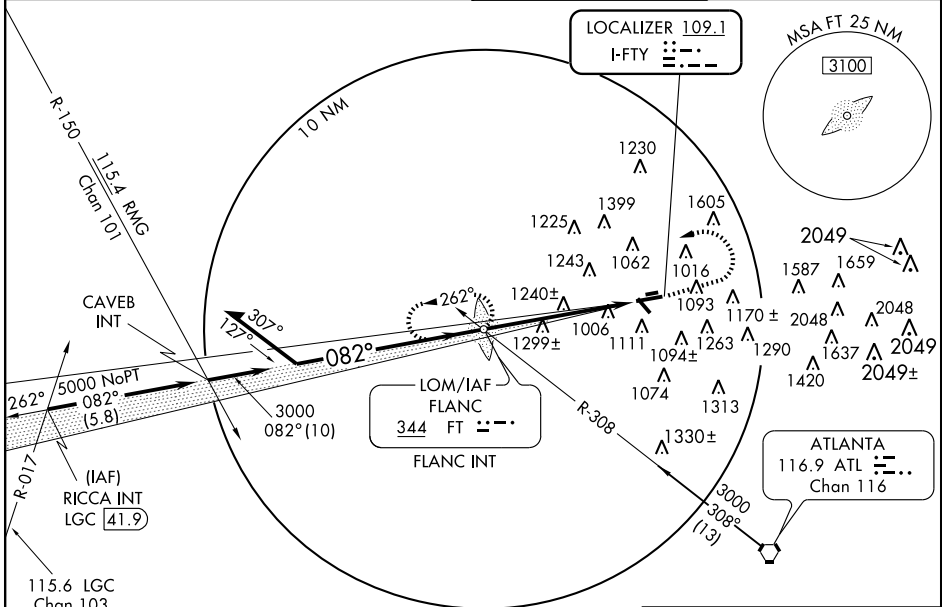 LOCALIZER 109.1
I-FTY
MSA FT 25 NM
3100
10 NM
R-150
115.4 RMG
Chan 101
1230
1399
1225
1605
1062
1243
1016
2049
1587
1659
CAVEB
INT
307°
127°
262°
1240±
1093
1170 ±
2048
2048
1006
1299±
1111
1094±
1263
1290
1637
2049
082°
2049±
1420
5000 NoPT
262°
082°
(5.8)
3000
082° (10)
LOM/IAF
FLANC
344 FT
FLANC INT
1074
1313
R-308
1330±
R-017
(IAF)
RICCA INT
LGC 41.9
ATLANTA
116.9 ATL
Chan 116
3000
308°
(13)
115.6 LGC
Chan 103